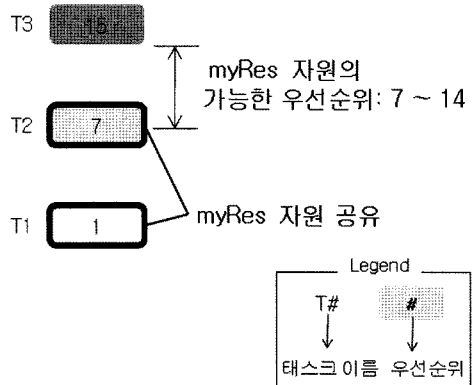 T3 15
myRes 자원의
가능한 우선순위: 7 ~ 14
T2 7
myRes 자원 공유
T1 1
Legend
T# #
태스크 이름 우선순위